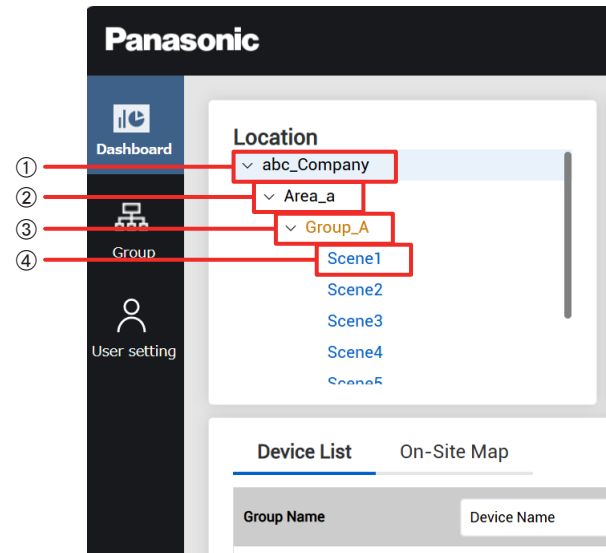 Panasonic
Dashboard
Location
① abc_Company
② Area_a
③ Group_A
Group
④ Scene1
Scene2
Scene3
User setting
Scene4
Scene5
Device List On-Site Map
Group Name Device Name